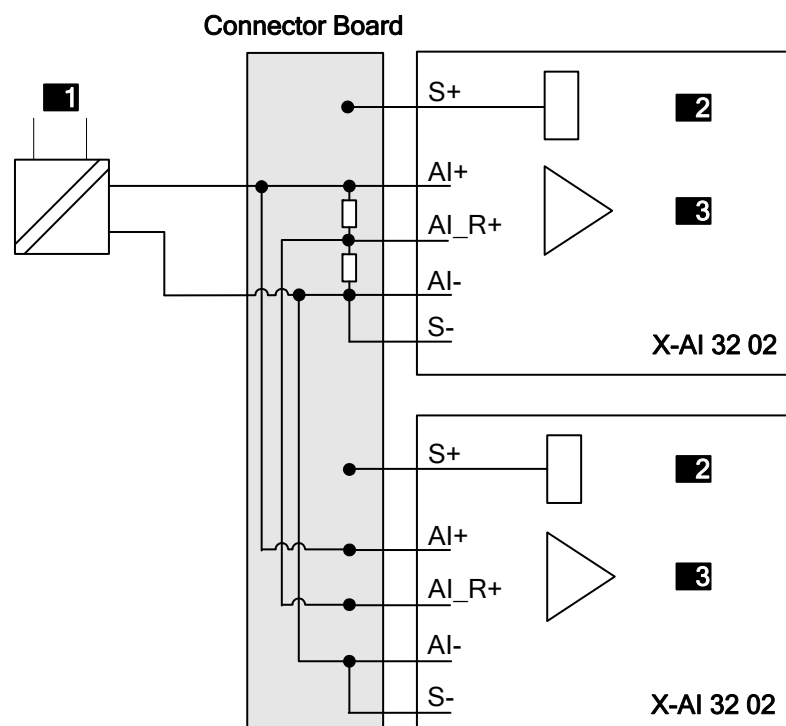 Connector Board
1
S+
2
AI+
3
AI_R+
AI-
S-
X-AI 32 02
S+
2
AI+
3
AI_R+
AI-
S-
X-AI 32 02